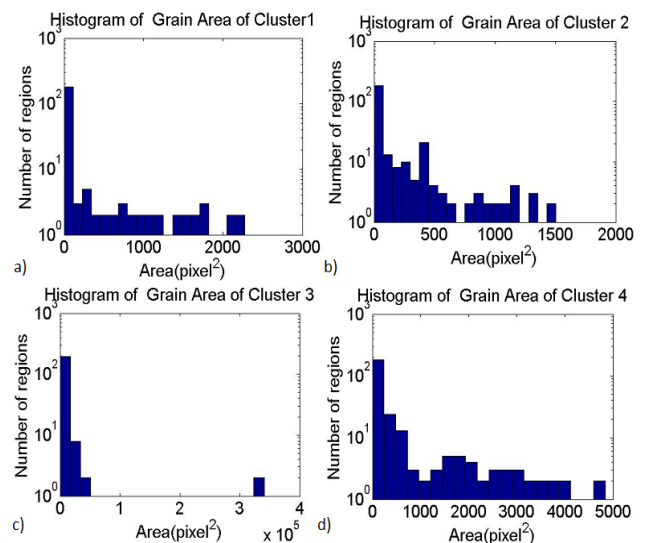 Histogram of Grain Area of Cluster1
Number of regions
10^3
10^2
10^1
10^0
0 1000 2000 3000
Area(pixel^2)
a)
Histogram of Grain Area of Cluster 2
Number of regions
10^3
10^2
10^1
10^0
0 500 1000 1500 2000
Area(pixel^2)
b)
Histogram of Grain Area of Cluster 3
Number of regions
10^3
10^2
10^1
10^0
0 1 2 3 4
Area(pixel^2)
x 10^5
c)
Histogram of Grain Area of Cluster 4
Number of regions
10^3
10^2
10^1
10^0
0 1000 2000 3000 4000 5000
Area(pixel^2)
d)